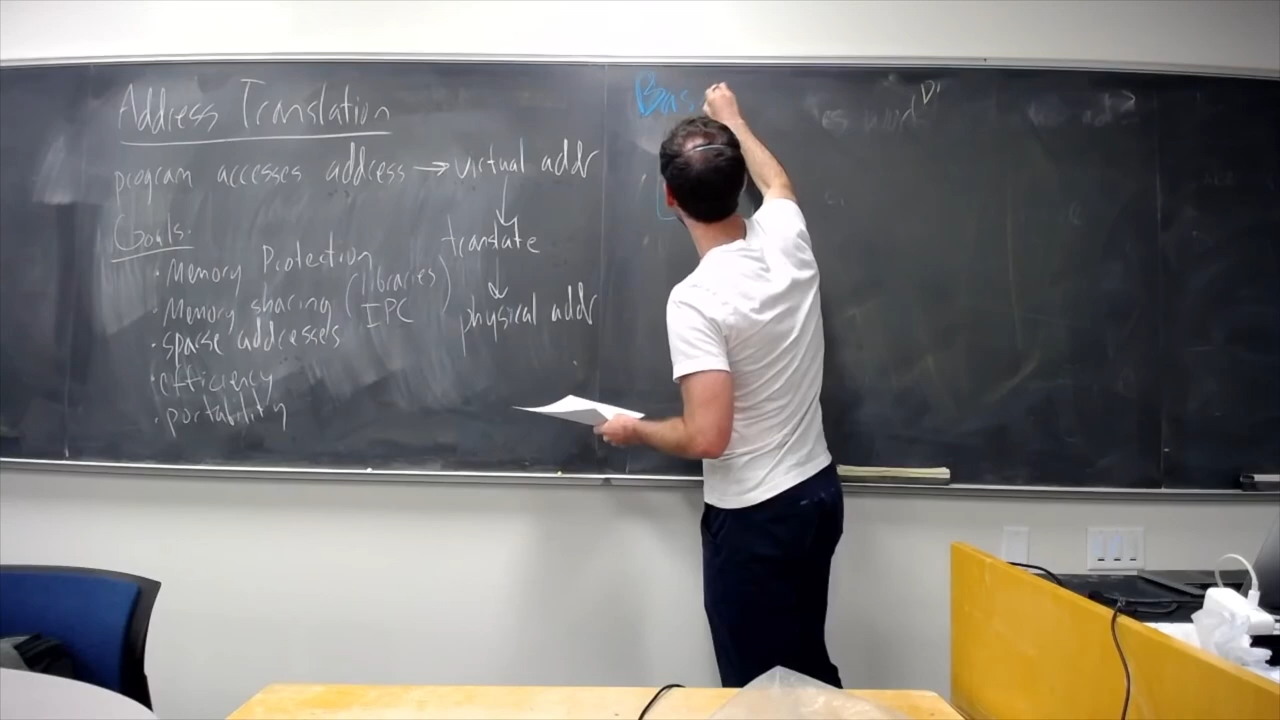 Address Translation
program accesses address → virtual addr
translate
physical addr
Goals:
· Memory Protection
· Memory sharing (libraries IPC)
· sparse addresses
· efficiency
· portability
Bas